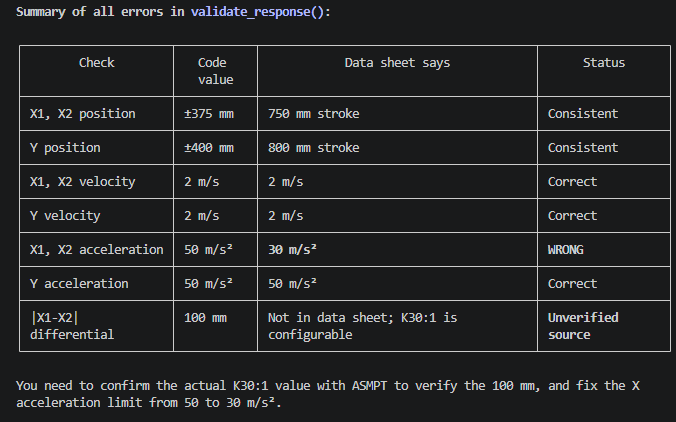 Summary of all errors in validate_response():
Check Code value Data sheet says Status
X1, X2 position ±375 mm 750 mm stroke Consistent
Y position ±400 mm 800 mm stroke Consistent
X1, X2 velocity 2 m/s 2 m/s Correct
Y velocity 2 m/s 2 m/s Correct
X1, X2 acceleration 50 m/s² 30 m/s² WRONG
Y acceleration 50 m/s² 50 m/s² Correct
|X1-X2| differential 100 mm Not in data sheet; K30:1 is configurable Unverified source
You need to confirm the actual K30:1 value with ASMPT to verify the 100 mm, and fix the X
acceleration limit from 50 to 30 m/s².